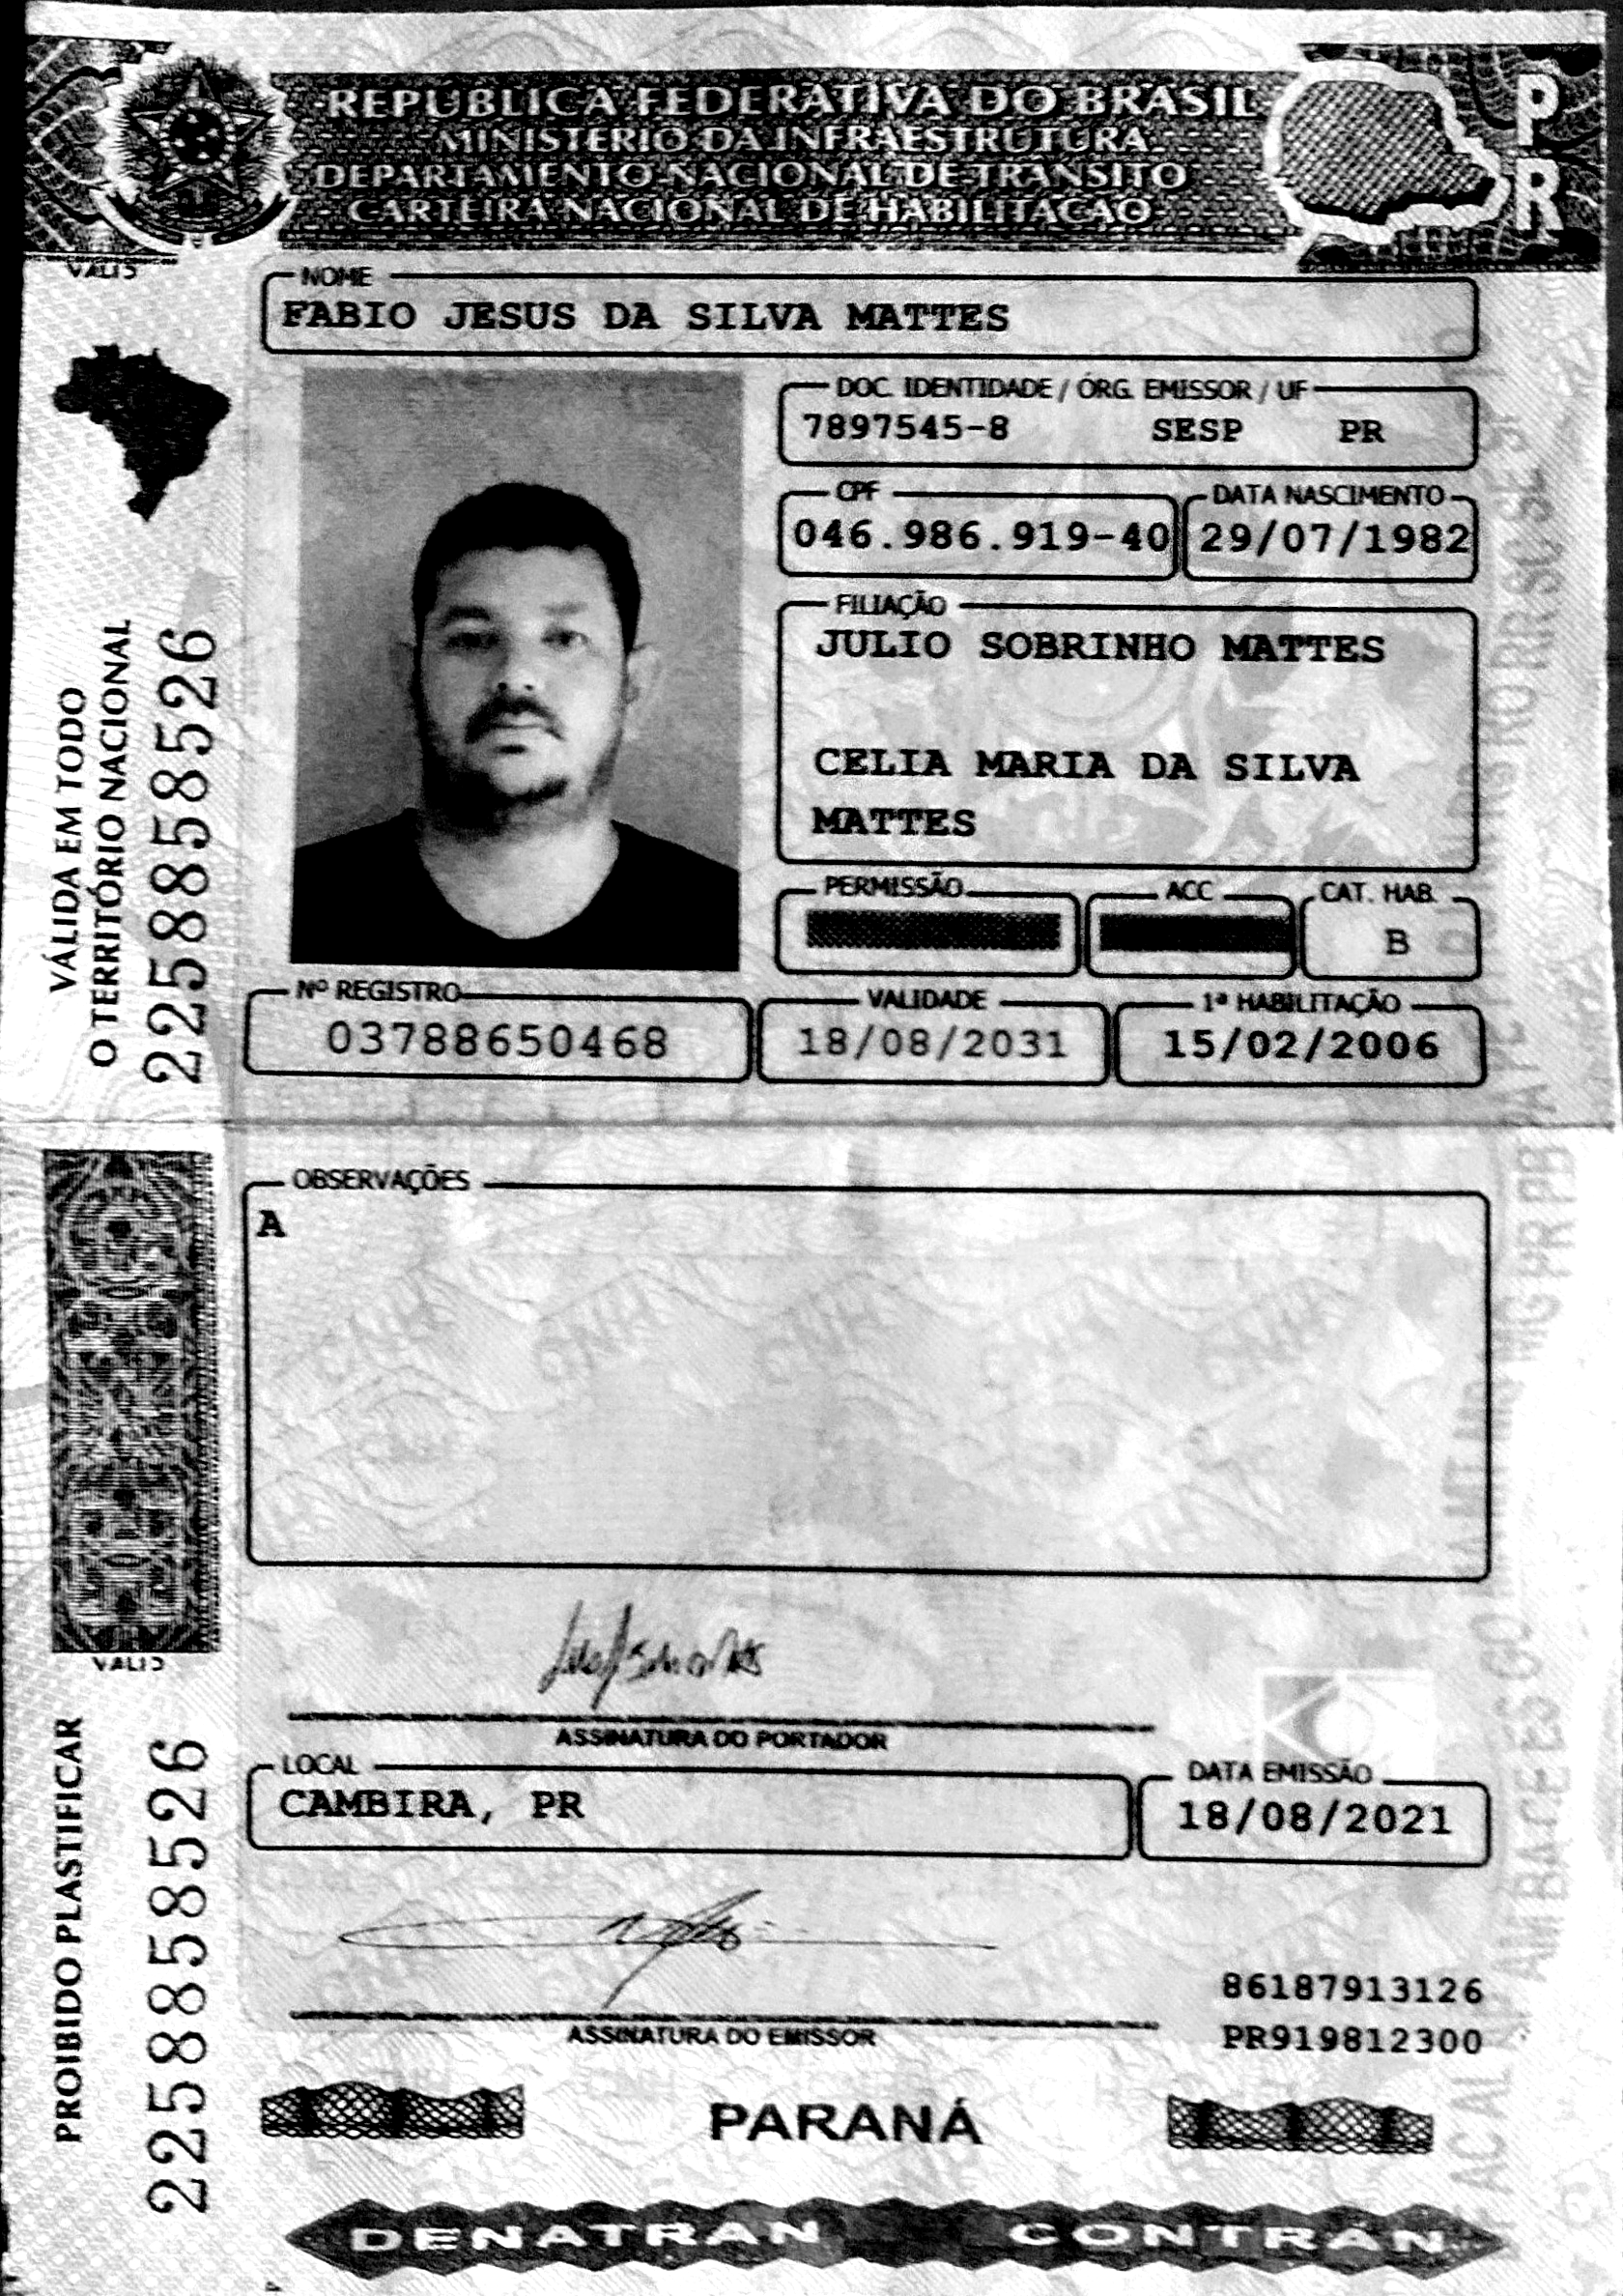 REPÚBLICA FEDERATIVA DO BRASIL
MINISTÉRIO DA INFRAESTRUTURA
DEPARTAMENTO NACIONAL DE TRÂNSITO
CARTEIRA NACIONAL DE HABILITAÇÃO
PR
NOME
FABIO JESUS DA SILVA MATTES
DOC. IDENTIDADE / ÓRG. EMISSOR / UF
7897545-8 SESP PR
CPF
046.986.919-40
DATA NASCIMENTO
29/07/1982
FILIAÇÃO
JULIO SOBRINHO MATTES
CELIA MARIA DA SILVA
MATTES
PERMISSÃO
ACC
CAT. HAB.
B
Nº REGISTRO
03788650468
VALIDADE
18/08/2031
1ª HABILITAÇÃO
15/02/2006
VÁLIDA EM TODO
O TERRITÓRIO NACIONAL
2258858526
OBSERVAÇÕES
A
ASSINATURA DO PORTADOR
LOCAL
CAMBIRA, PR
DATA EMISSÃO
18/08/2021
86187913126
PR919812300
ASSINATURA DO EMISSOR
PROIBIDO PLASTIFICAR
2258858526
PARANÁ
DENATRAN CONTRAN